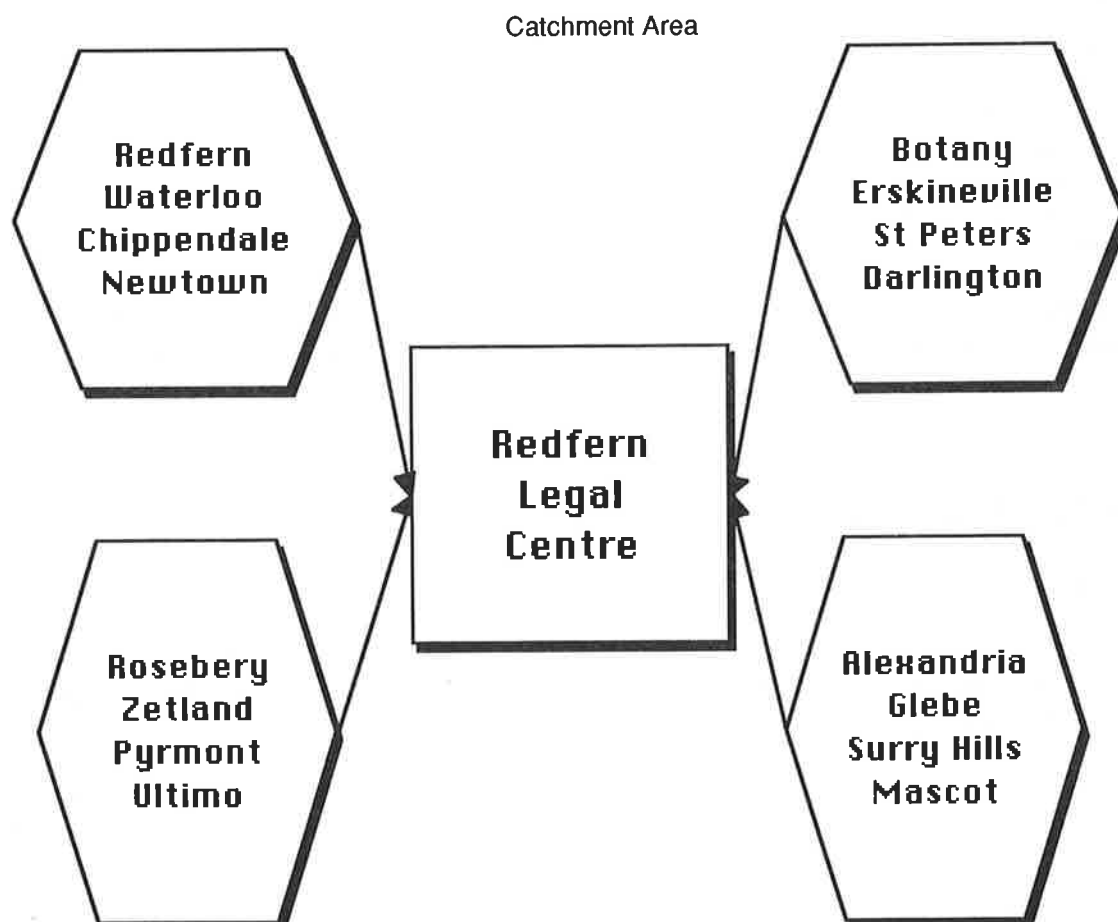 Catchment Area
Redfern
Waterloo
Chippendale
Newtown
Botany
Erskineville
St Peters
Darlington
Redfern
Legal
Centre
Rosebery
Zetland
Pyrmont
Ultimo
Alexandria
Glebe
Surry Hills
Mascot